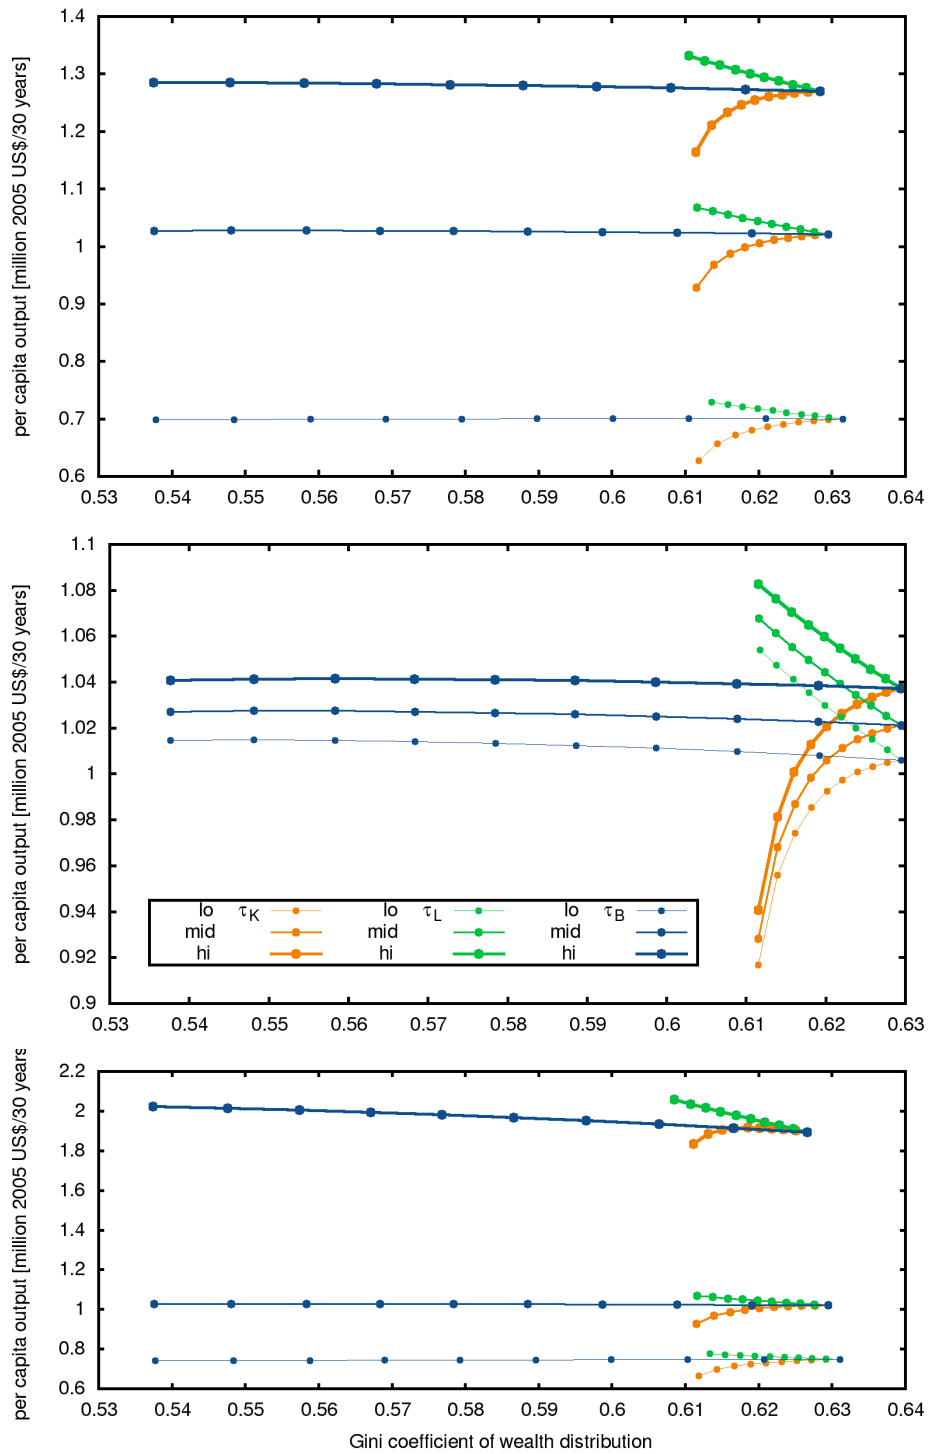 1.4
1.3
1.2
1.1
1
0.9
0.8
0.7
0.6
per capita output [million 2005 US$/30 years]
0.53 0.54 0.55 0.56 0.57 0.58 0.59 0.6 0.61 0.62 0.63 0.64
1.1
1.08
1.06
1.04
1.02
1
0.98
0.96
0.94
0.92
0.9
per capita output [million 2005 US$/30 years]
lo τK lo τL lo τB
mid mid mid
hi hi hi
0.53 0.54 0.55 0.56 0.57 0.58 0.59 0.6 0.61 0.62 0.63
2.2
2
1.8
1.6
1.4
1.2
1
0.8
0.6
per capita output [million 2005 US$/30 years
0.53 0.54 0.55 0.56 0.57 0.58 0.59 0.6 0.61 0.62 0.63 0.64
Gini coefficient of wealth distribution